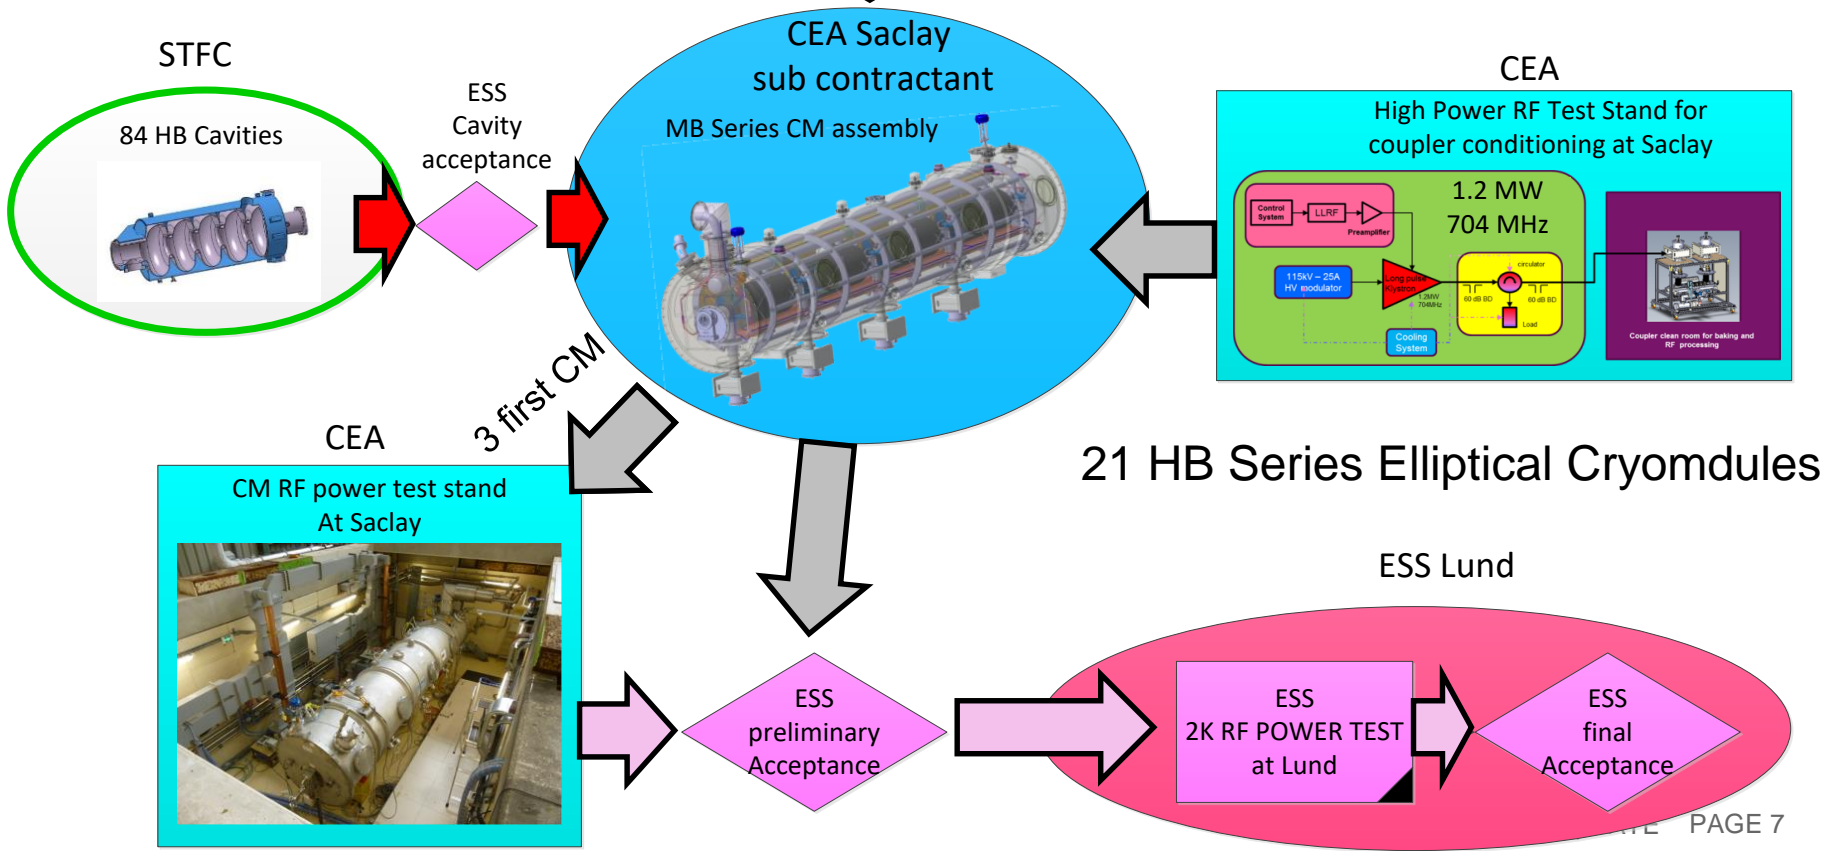 STFC
84 HB Cavities
ESS
Cavity
acceptance
CEA Saclay
sub contractant
MB Series CM assembly
CEA
High Power RF Test Stand for
coupler conditioning at Saclay
1.2 MW
704 MHz
Control
System
LLRF
Preamplifier
115kV – 25A
HV modulator
Long pulse
Klystron
1.2MW
704MHz
circulator
60 dB BD
60 dB BD
Load
Cooling
System
Coupler clean room for baking and
RF processing
3 first CM
21 HB Series Elliptical Cryomdules
CEA
CM RF power test stand
At Saclay
ESS
preliminary
Acceptance
ESS Lund
ESS
2K RF POWER TEST
at Lund
ESS
final
Acceptance
PAGE 7